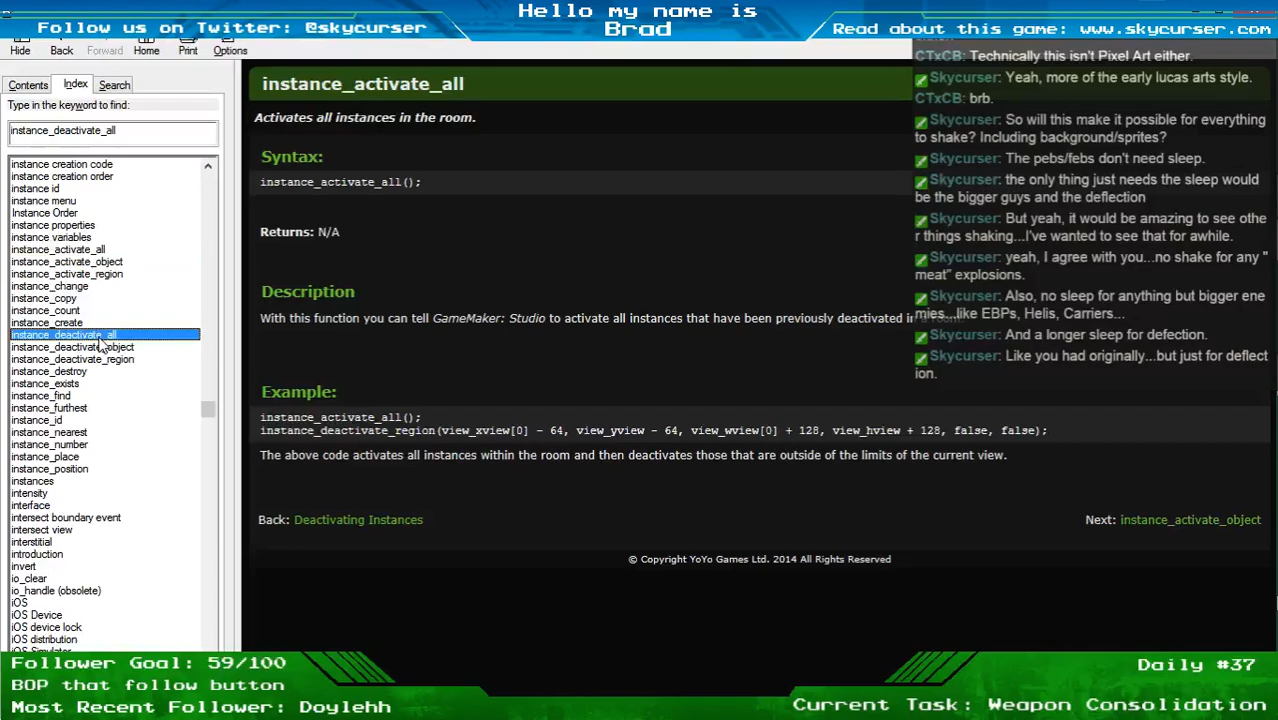 Follow us on Twitter: @skycurser
Hello my name is
Brad
Read about this game: www.skycurser.com
Hide
Back
Forward
Home
Print
Options
Contents
Index
Search
Type in the keyword to find:
instance_deactivate_all
instance creation code
instance creation order
instance id
instance menu
Instance Order
instance properties
instance variables
instance_activate_all
instance_activate_object
instance_activate_region
instance_change
instance_copy
instance_count
instance_create
instance_deactivate_all
instance_deactivate_object
instance_deactivate_region
instance_destroy
instance_exists
instance_find
instance_furthest
instance_id
instance_nearest
instance_number
instance_place
instance_position
instances
intensity
interface
intersect boundary event
intersect view
interstitial
introduction
invert
io_clear
io_handle (obsolete)
iOS
iOS Device
iOS device lock
iOS distribution
iOS Simulator
instance_activate_all
Activates all instances in the room.
Syntax:
instance_activate_all();
Returns: N/A
Description
With this function you can tell GameMaker: Studio to activate all instances that have been previously deactivated in a room.
Example:
instance_activate_all();
instance_deactivate_region(view_xview[0] - 64, view_yview - 64, view_wview[0] + 128, view_hview + 128, false, false);
The above code activates all instances within the room and then deactivates those that are outside of the limits of the current view.
Back: Deactivating Instances
Next: instance_activate_object
© Copyright YoYo Games Ltd. 2014 All Rights Reserved
CTxCB: Technically this isn't Pixel Art either.
Skycurser: Yeah, more of the early lucas arts style.
CTxCB: brb.
Skycurser: So will this make it possible for everything
to shake? Including background/sprites?
Skycurser: The pebs/febs don't need sleep.
Skycurser: the only thing just needs the sleep would
be the bigger guys and the deflection
Skycurser: But yeah, it would be amazing to see othe
r things shaking...I've wanted to see that for awhile.
Skycurser: yeah, I agree with you...no shake for any "
meat" explosions.
Skycurser: Also, no sleep for anything but bigger ene
mies...like EBPs, Helis, Carriers...
Skycurser: And a longer sleep for defection.
Skycurser: Like you had originally...but just for deflect
ion.
Follower Goal: 59/100
BOP that follow button
Most Recent Follower: Doylehh
Daily #37
Current Task: Weapon Consolidation